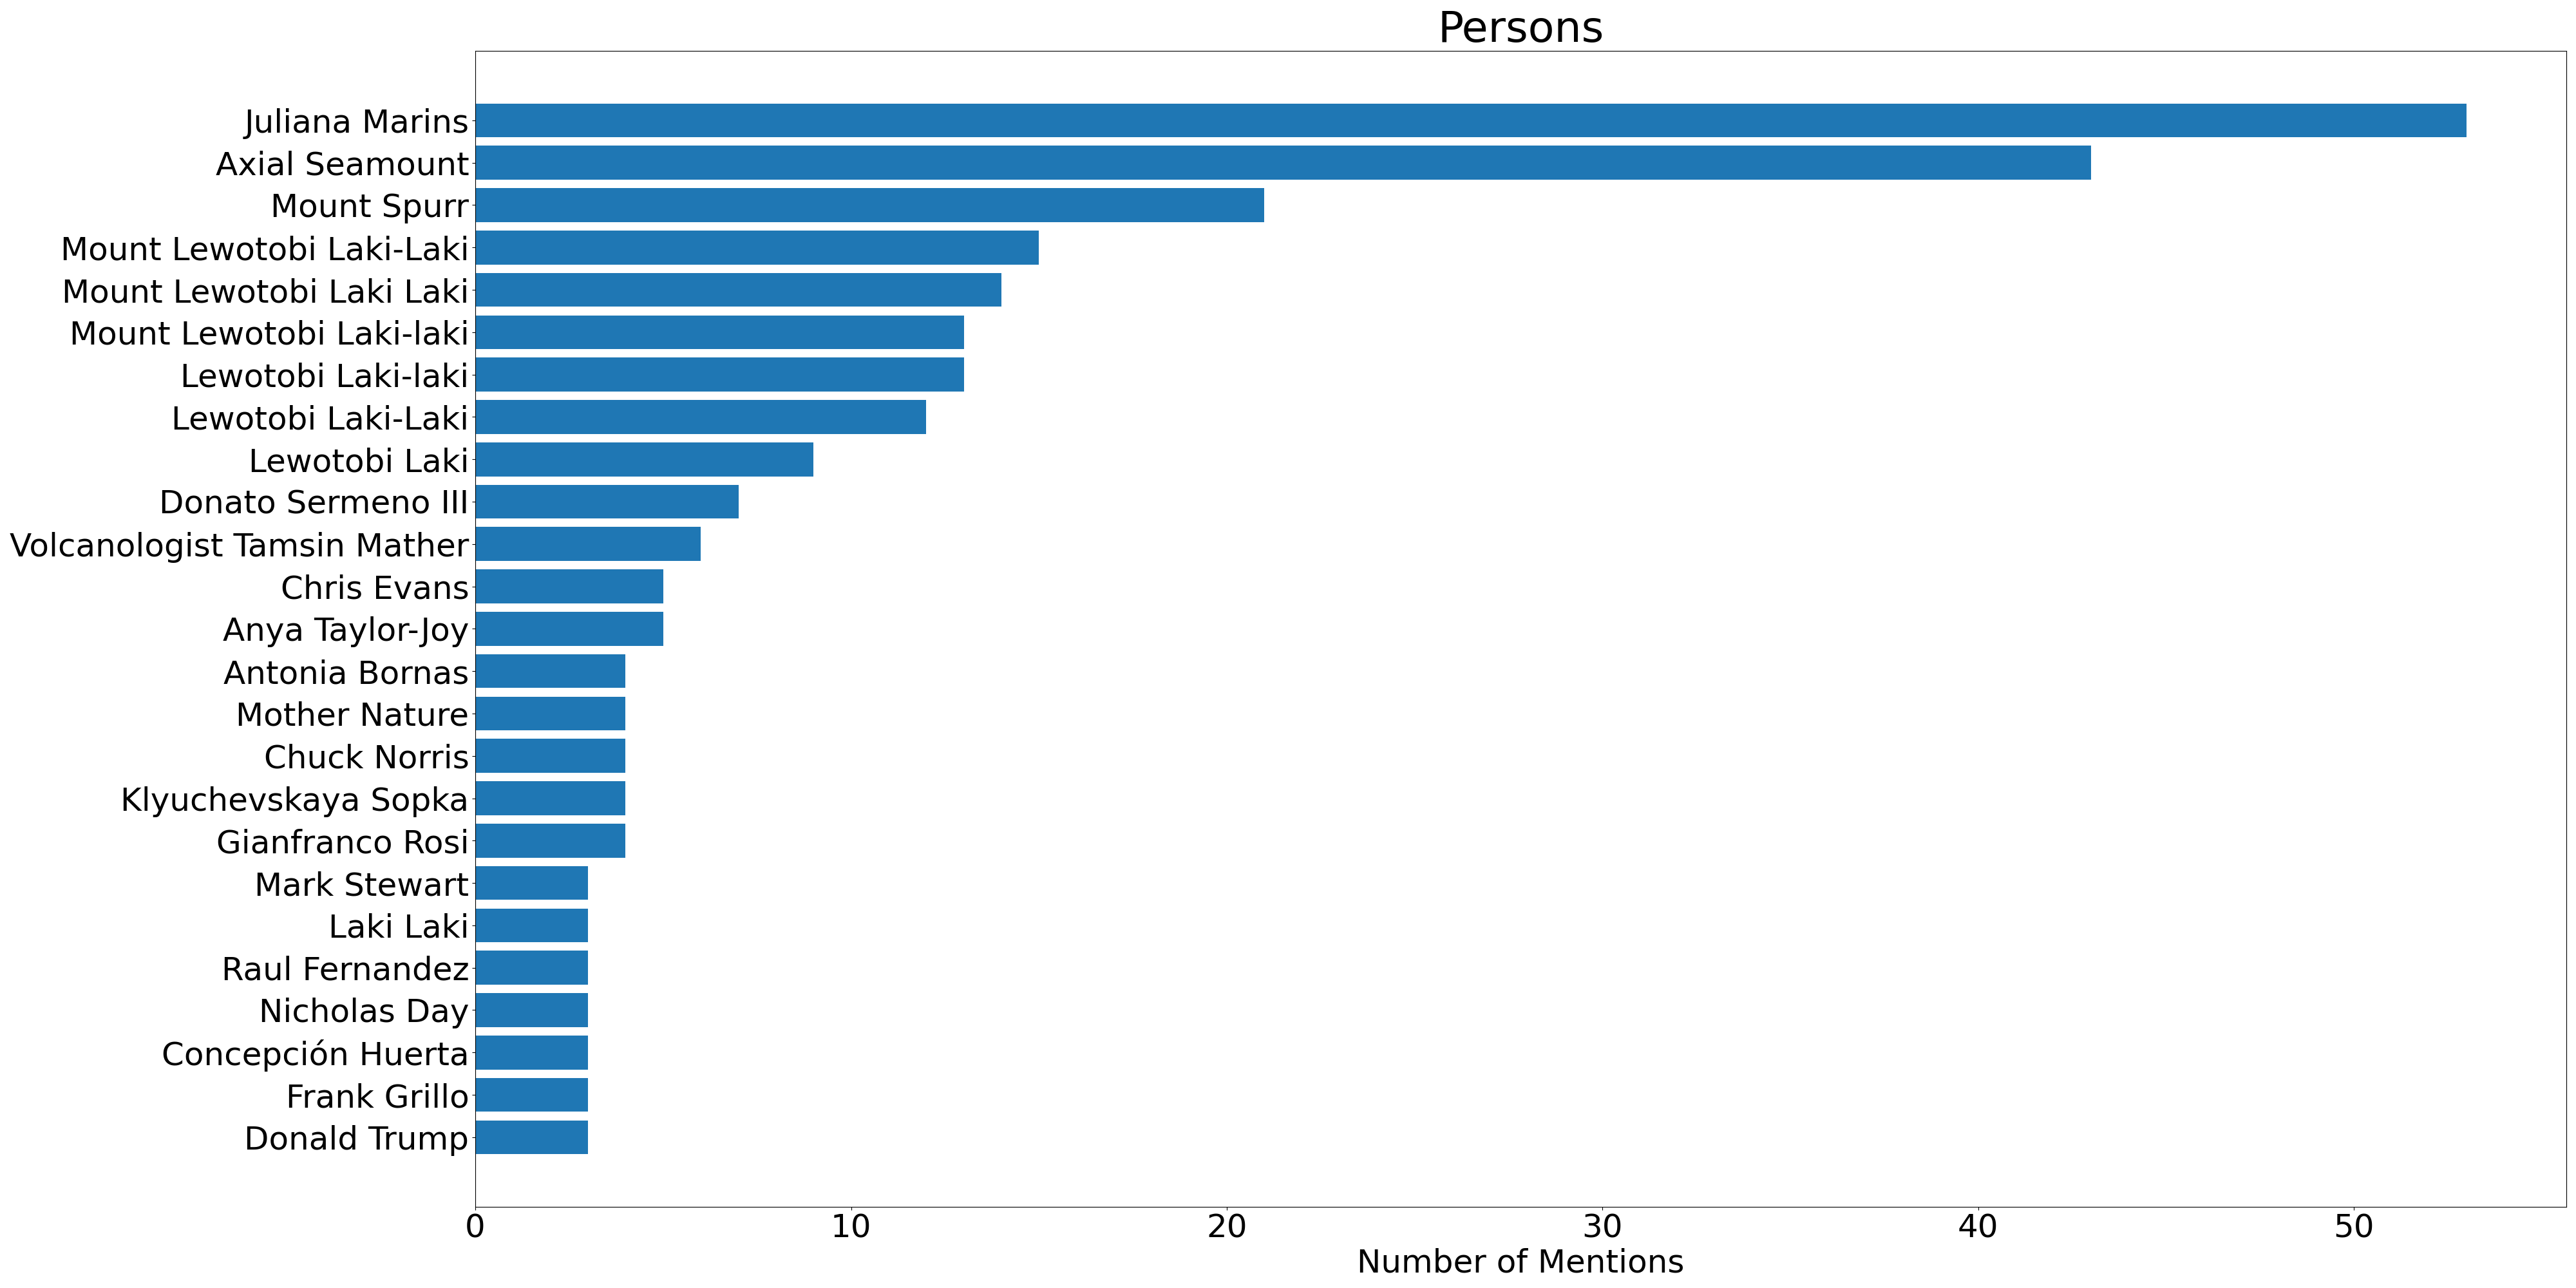 Persons
Juliana Marins
Axial Seamount
Mount Spurr
Mount Lewotobi Laki-Laki
Mount Lewotobi Laki Laki
Mount Lewotobi Laki-laki
Lewotobi Laki-laki
Lewotobi Laki-Laki
Lewotobi Laki
Donato Sermeno III
Volcanologist Tamsin Mather
Chris Evans
Anya Taylor-Joy
Antonia Bornas
Mother Nature
Chuck Norris
Klyuchevskaya Sopka
Gianfranco Rosi
Mark Stewart
Laki Laki
Raul Fernandez
Nicholas Day
Concepción Huerta
Frank Grillo
Donald Trump
0 10 20 30 40 50
Number of Mentions